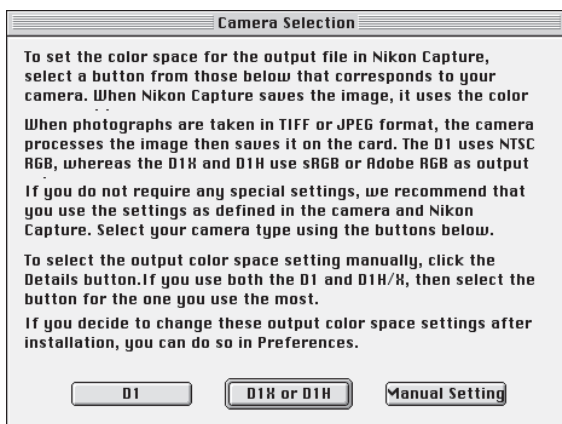 Camera Selection
To set the color space for the output file in Nikon Capture,
select a button from those below that corresponds to your
camera. When Nikon Capture saves the image, it uses the color
When photographs are taken in TIFF or JPEG format, the camera
processes the image then saves it on the card. The D1 uses NTSC
RGB, whereas the D1X and D1H use sRGB or Adobe RGB as output
If you do not require any special settings, we recommend that
you use the settings as defined in the camera and Nikon
Capture. Select your camera type using the buttons below.
To select the output color space setting manually, click the
Details button.If you use both the D1 and D1H/X, then select the
button for the one you use the most.
If you decide to change these output color space settings after
installation, you can do so in Preferences.
D1
D1X or D1H
Manual Setting